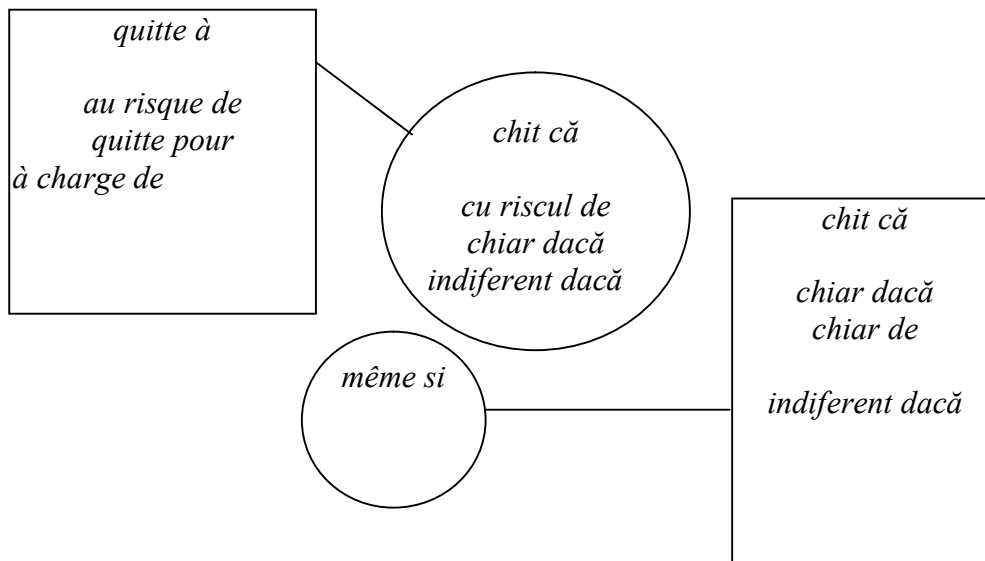 quitte à
au risque de
quitte pour
à charge de
chit că
cu riscul de
chiar dacă
indiferent dacă
même si
chit că
chiar dacă
chiar de
indiferent dacă